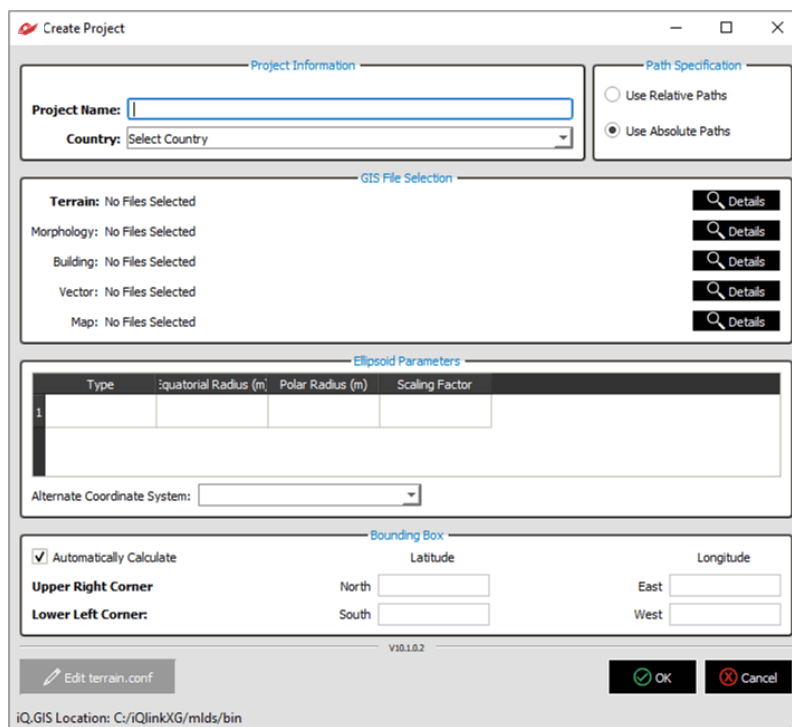 Create Project
Project Information
Project Name:
Country: Select Country
Path Specification
Use Relative Paths
Use Absolute Paths
GIS File Selection
Terrain: No Files Selected Details
Morphology: No Files Selected Details
Building: No Files Selected Details
Vector: No Files Selected Details
Map: No Files Selected Details
Ellipsoid Parameters
Type Equatorial Radius (m) Polar Radius (m) Scaling Factor
1
Alternate Coordinate System:
Bounding Box
Automatically Calculate Latitude Longitude
Upper Right Corner North East
Lower Left Corner: South West
V10.1.0.2
Edit terrain.conf OK Cancel
iQ.GIS Location: C:/iQlinkXG/mlds/bin